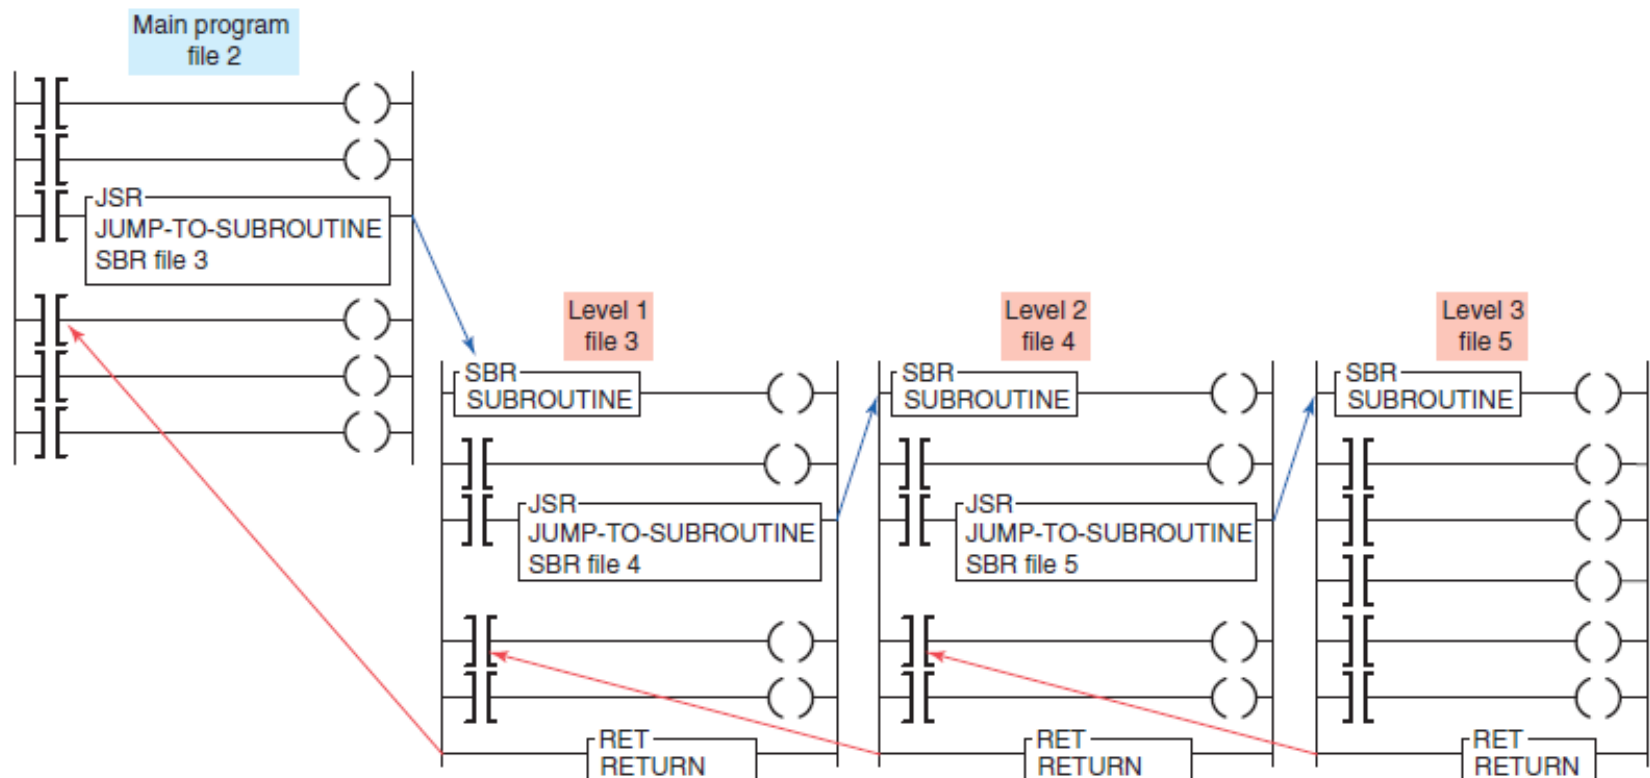 Main program
file 2
JSR
JUMP-TO-SUBROUTINE
SBR file 3
Level 1
file 3
SBR
SUBROUTINE
JSR
JUMP-TO-SUBROUTINE
SBR file 4
RET
RETURN
Level 2
file 4
SBR
SUBROUTINE
JSR
JUMP-TO-SUBROUTINE
SBR file 5
RET
RETURN
Level 3
file 5
SBR
SUBROUTINE
RET
RETURN